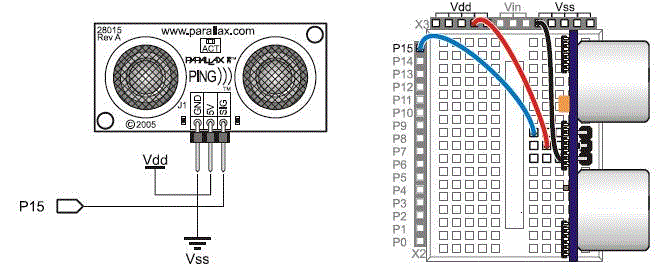 28015
Rev A
www.parallax.com
ACT
PARALLAX R
PING)))
TM
J1
GND
5V
SIG
© 2005
Vdd
P15
Vss
X3
Vdd
Vin
Vss
P15
P14
P13
P12
P11
P10
P9
P8
P7
P6
P5
P4
P3
P2
P1
P0
X2